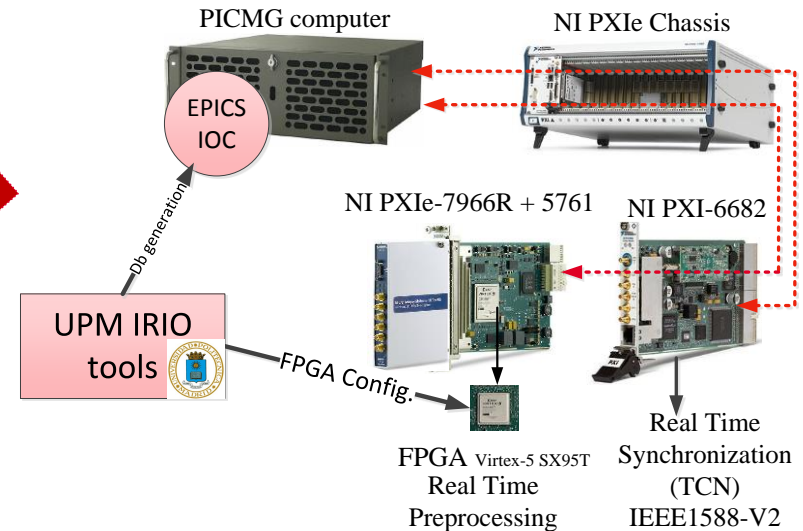 PICMG computer
NI PXIe Chassis
EPICS
IOC
Db generation
NI PXIe-7966R + 5761
NI PXI-6682
UPM IRIO
tools
FPGA Config.
FPGA Virtex-5 SX95T
Real Time
Preprocessing
Real Time
Synchronization
(TCN)
IEEE1588-V2